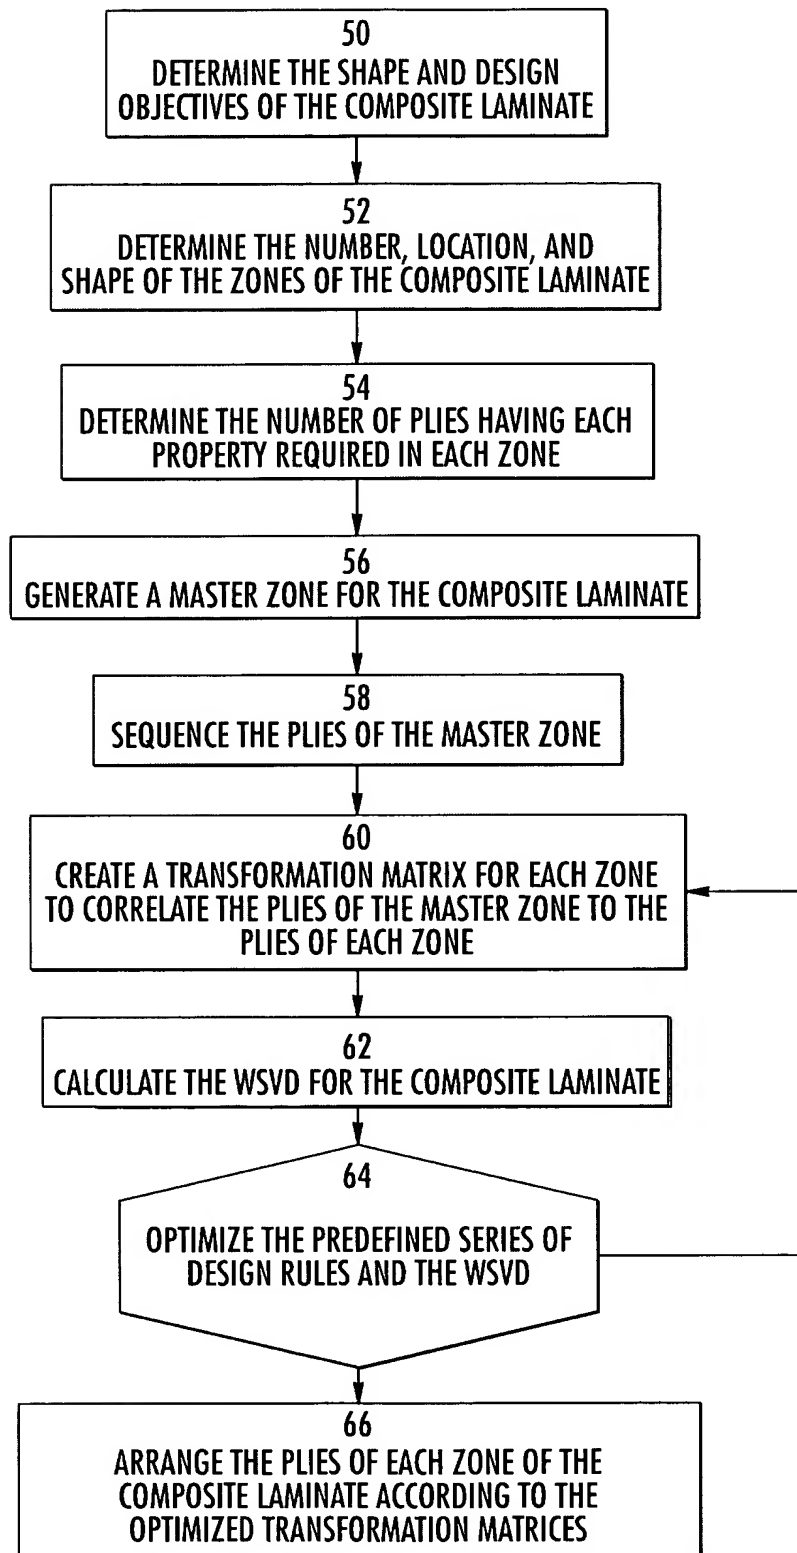 50
DETERMINE THE SHAPE AND DESIGN
OBJECTIVES OF THE COMPOSITE LAMINATE
52
DETERMINE THE NUMBER, LOCATION, AND
SHAPE OF THE ZONES OF THE COMPOSITE LAMINATE
54
DETERMINE THE NUMBER OF PLIES HAVING EACH
PROPERTY REQUIRED IN EACH ZONE
56
GENERATE A MASTER ZONE FOR THE COMPOSITE LAMINATE
58
SEQUENCE THE PLIES OF THE MASTER ZONE
60
CREATE A TRANSFORMATION MATRIX FOR EACH ZONE
TO CORRELATE THE PLIES OF THE MASTER ZONE TO THE
PLIES OF EACH ZONE
62
CALCULATE THE WSVD FOR THE COMPOSITE LAMINATE
64
OPTIMIZE THE PREDEFINED SERIES OF
DESIGN RULES AND THE WSVD
66
ARRANGE THE PLIES OF EACH ZONE OF THE
COMPOSITE LAMINATE ACCORDING TO THE
OPTIMIZED TRANSFORMATION MATRICES